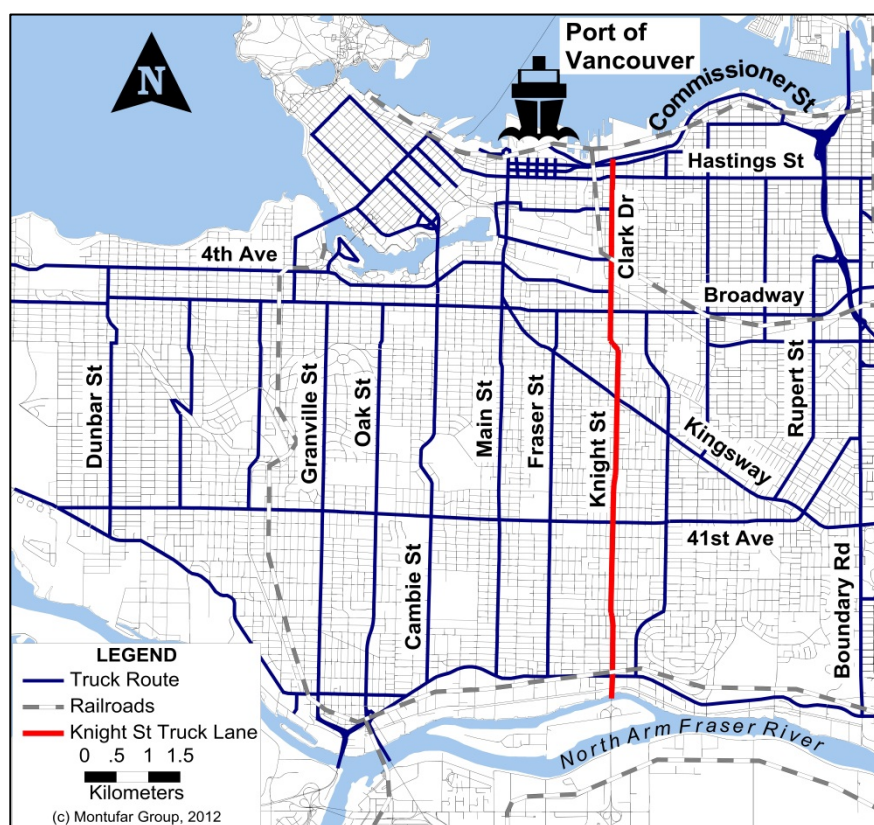 Port of
Vancouver
N
Commissioner St
Hastings St
Clark Dr
4th Ave
Broadway
Dunbar St
Granville St
Oak St
Cambie St
Main St
Fraser St
Knight St
Kingsway
Rupert St
41st Ave
Boundary Rd
North Arm Fraser River
LEGEND
Truck Route
Railroads
Knight St Truck Lane
0 .5 1 1.5
Kilometers
(c) Montufar Group, 2012